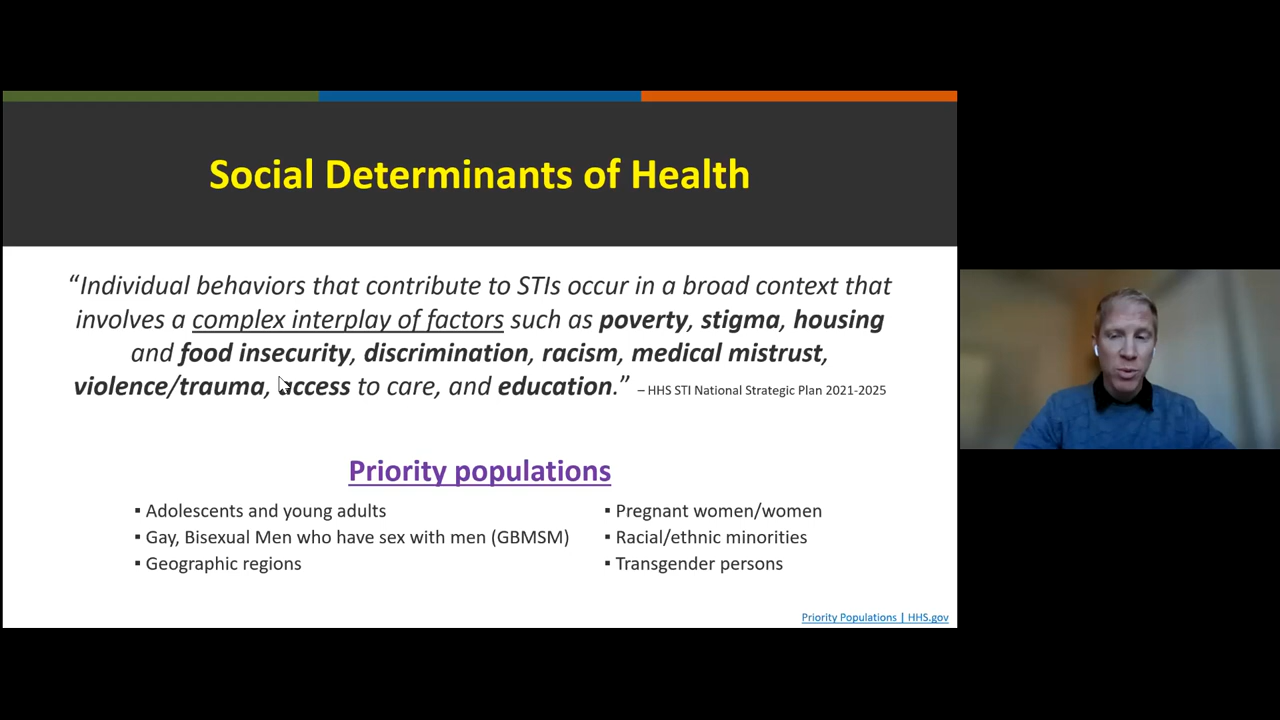 Social Determinants of Health
“Individual behaviors that contribute to STIs occur in a broad context that
involves a complex interplay of factors such as poverty, stigma, housing
and food insecurity, discrimination, racism, medical mistrust,
violence/trauma, access to care, and education.” – HHS STI National Strategic Plan 2021-2025
Priority populations
▪ Adolescents and young adults
▪ Gay, Bisexual Men who have sex with men (GBMSM)
▪ Geographic regions
▪ Pregnant women/women
▪ Racial/ethnic minorities
▪ Transgender persons
Priority Populations | HHS.gov